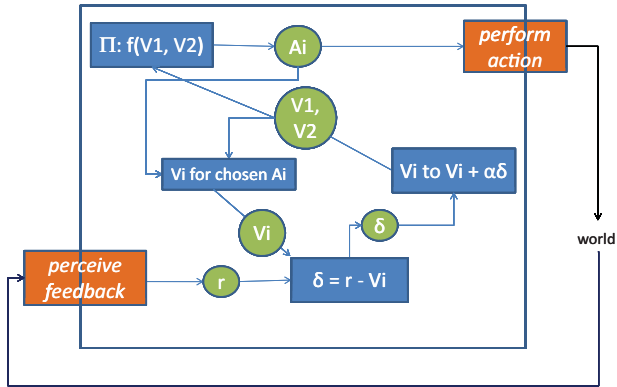 Π: f(V1, V2)
Ai
perform
action
V1,
V2
Vi for chosen Ai
Vi to Vi + αδ
Vi
δ
world
perceive
feedback
r
δ = r - Vi